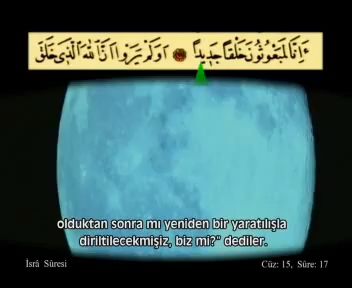 ءَاِنَّا لَمَبْعُوثُونَ خَلْقًا جَدٖيدًا ۞ اَوَلَمْ يَرَوْا اَنَّ اللّٰهَ الَّذٖي خَلَقَ
olduktan sonra mı yeniden bir yaratılışla
diriltilecekmişiz, biz mi?" dediler.
İsrâ Sûresi Cüz: 15, Sûre: 17